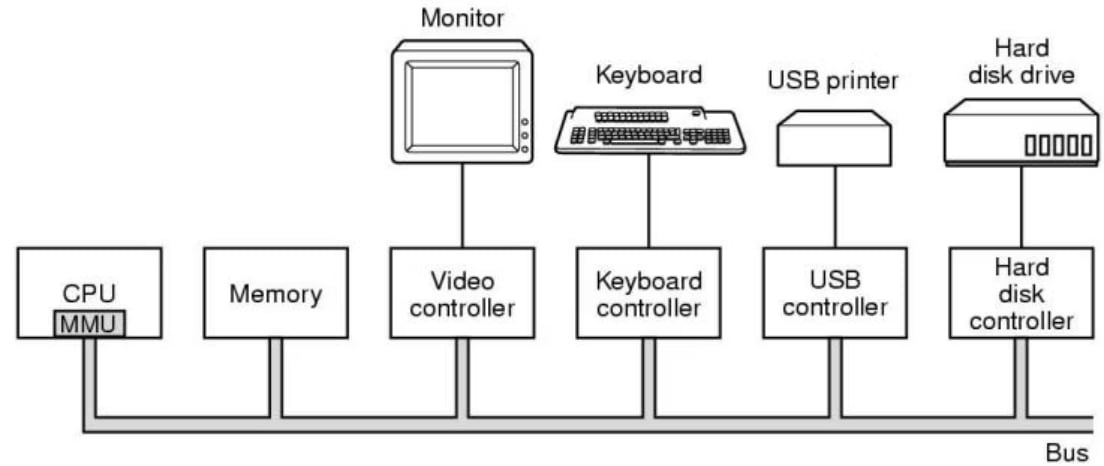 Monitor
Keyboard
USB printer
Hard
disk drive
CPU
MMU
Memory
Video
controller
Keyboard
controller
USB
controller
Hard
disk
controller
Bus